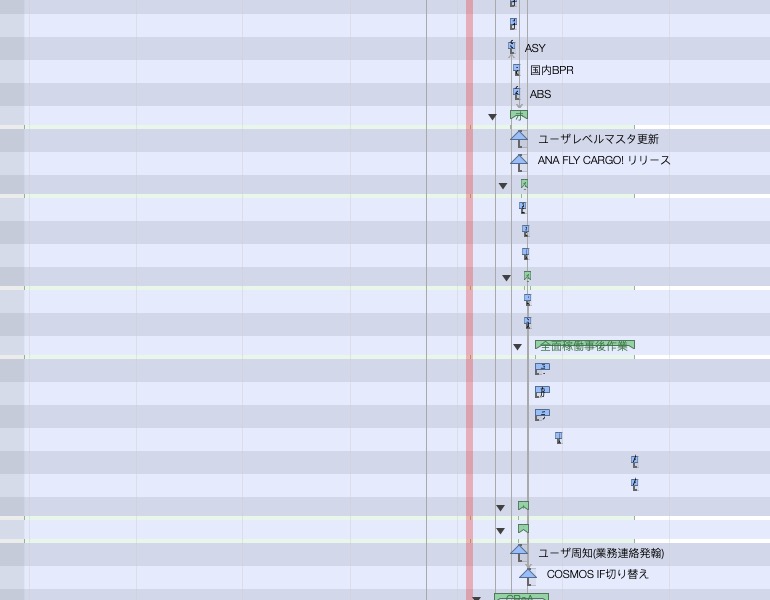 ASY
国内BPR
ABS
ユーザレベルマスタ更新
ANA FLY CARGO! リリース
全面稼働事後作業
ユーザ周知(業務連絡発翰)
COSMOS IF切り替え